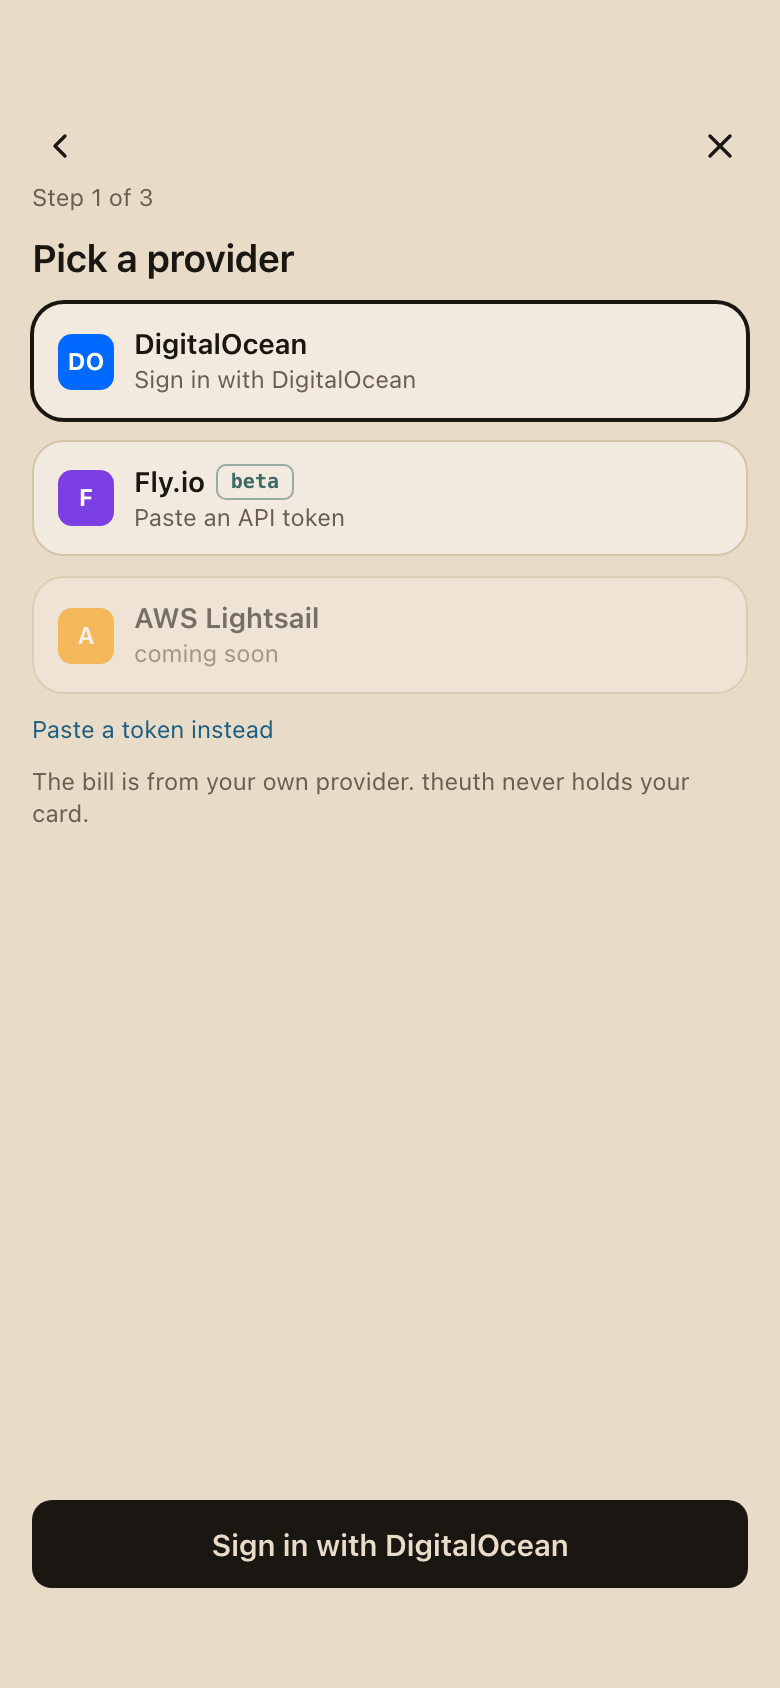 Step 1 of 3
Pick a provider
DO
DigitalOcean
Sign in with DigitalOcean
F
Fly.io beta
Paste an API token
A
AWS Lightsail
coming soon
Paste a token instead
The bill is from your own provider. theuth never holds your
card.
Sign in with DigitalOcean